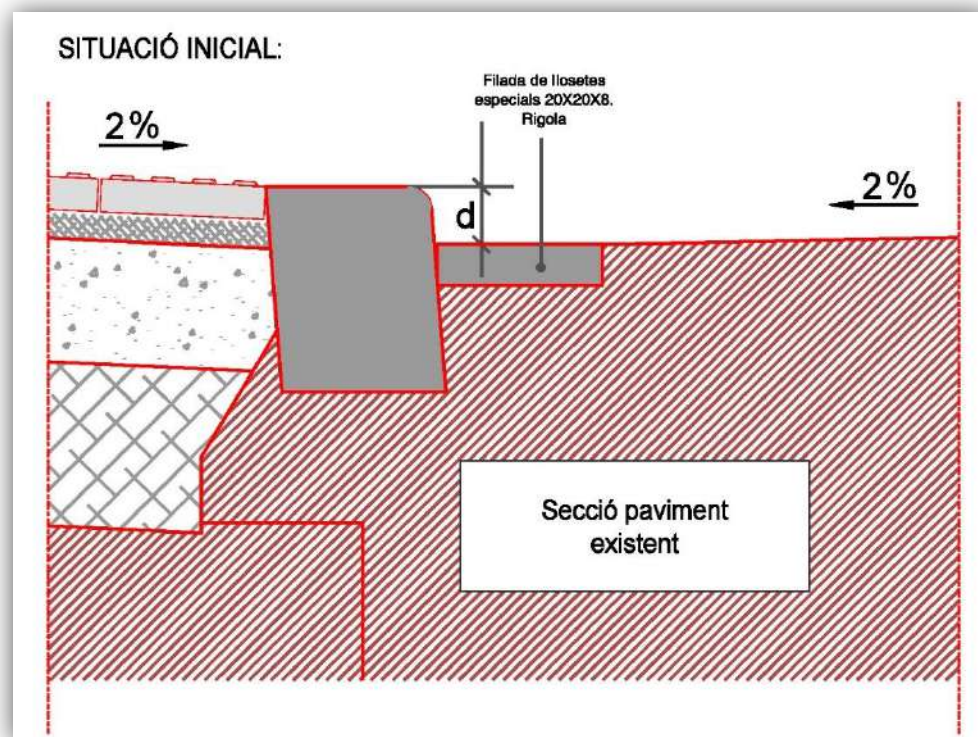 SITUACIÓ INICIAL:
Filada de llosetes
especials 20X20X8.
Rigola
2%
2%
d
Secció paviment
existent